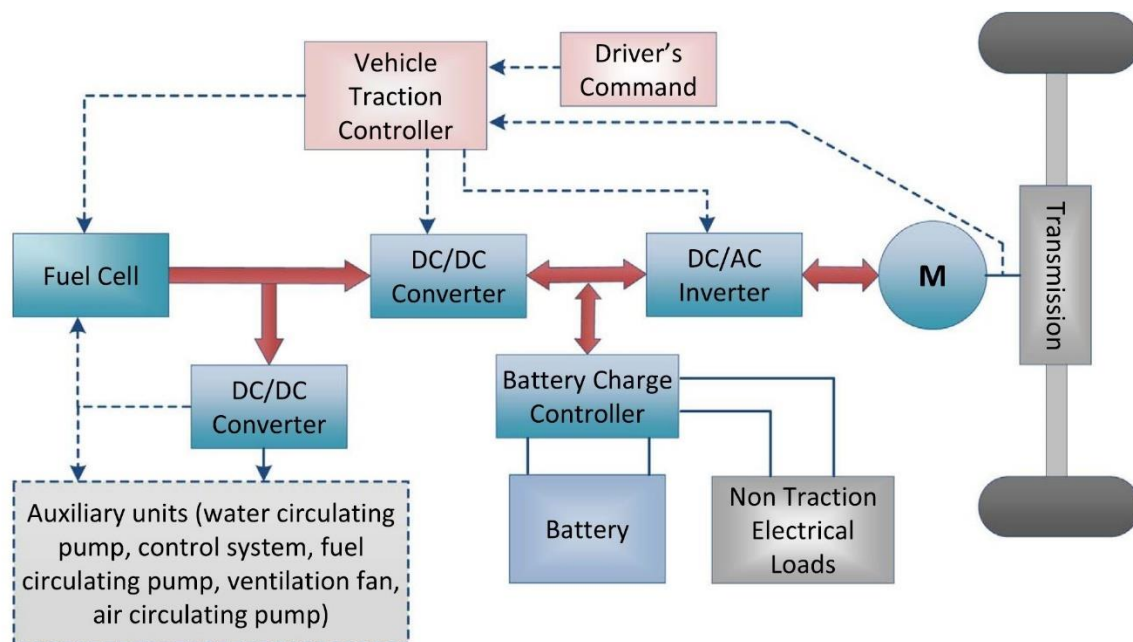 Vehicle
Traction
Controller
Driver's
Command
Fuel Cell
DC/DC
Converter
DC/AC
Inverter
M
Transmission
DC/DC
Converter
Battery Charge
Controller
Auxiliary units (water circulating
pump, control system, fuel
circulating pump, ventilation fan,
air circulating pump)
Battery
Non Traction
Electrical
Loads